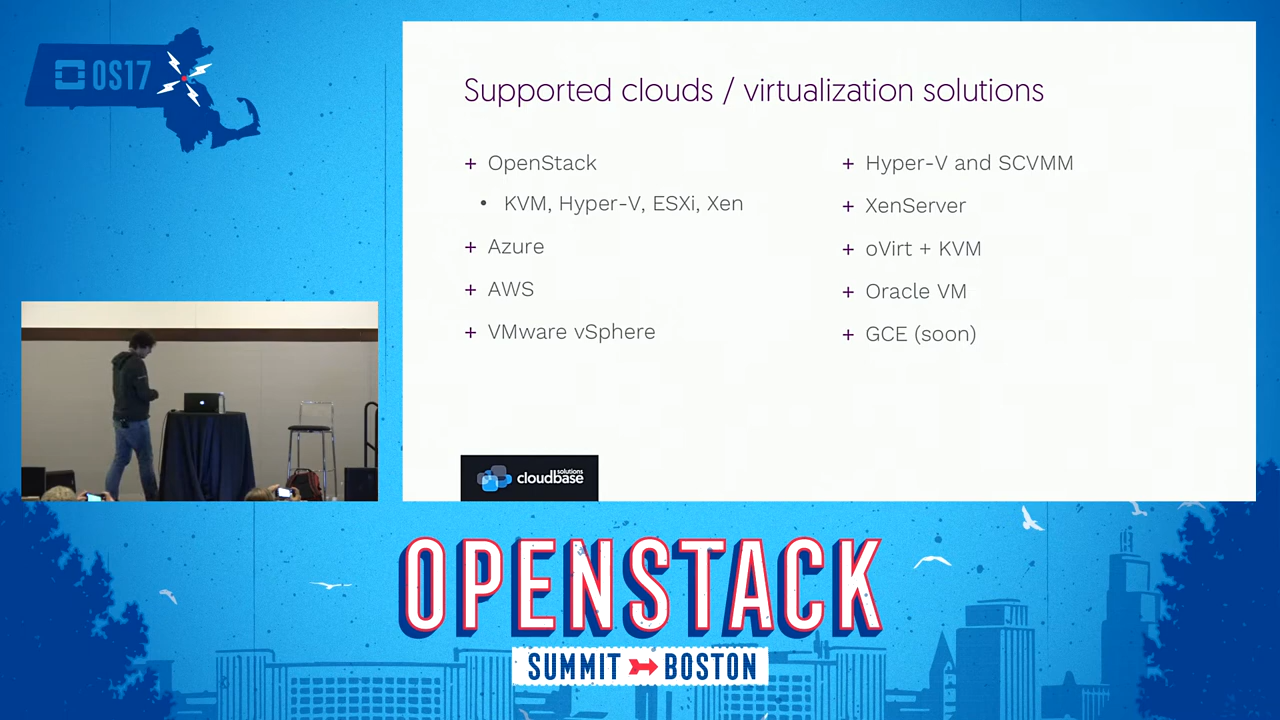 OS17
Supported clouds / virtualization solutions
+ OpenStack
• KVM, Hyper-V, ESXi, Xen
+ Azure
+ AWS
+ VMware vSphere
+ Hyper-V and SCVMM
+ XenServer
+ oVirt + KVM
+ Oracle VM
+ GCE (soon)
cloudbase
solutions
OPENSTACK
SUMMIT BOSTON